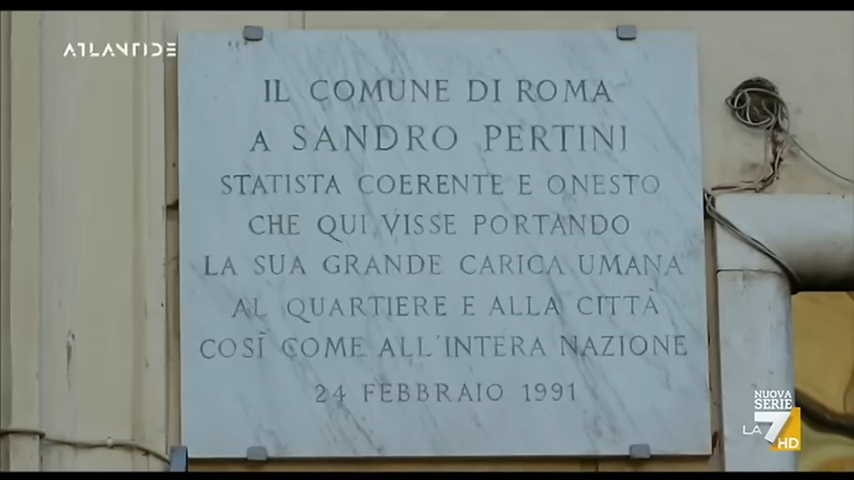 ATLANTIDE
IL COMUNE DI ROMA
A SANDRO PERTINI
STATISTA COERENTE E ONESTO
CHE QUI VISSE PORTANDO
LA SUA GRANDE CARICA UMANA
AL QUARTIERE E ALLA CITTÀ
COSÌ COME ALL'INTERA NAZIONE
24 FEBBRAIO 1991
NUOVA
SERIE
LA7 HD